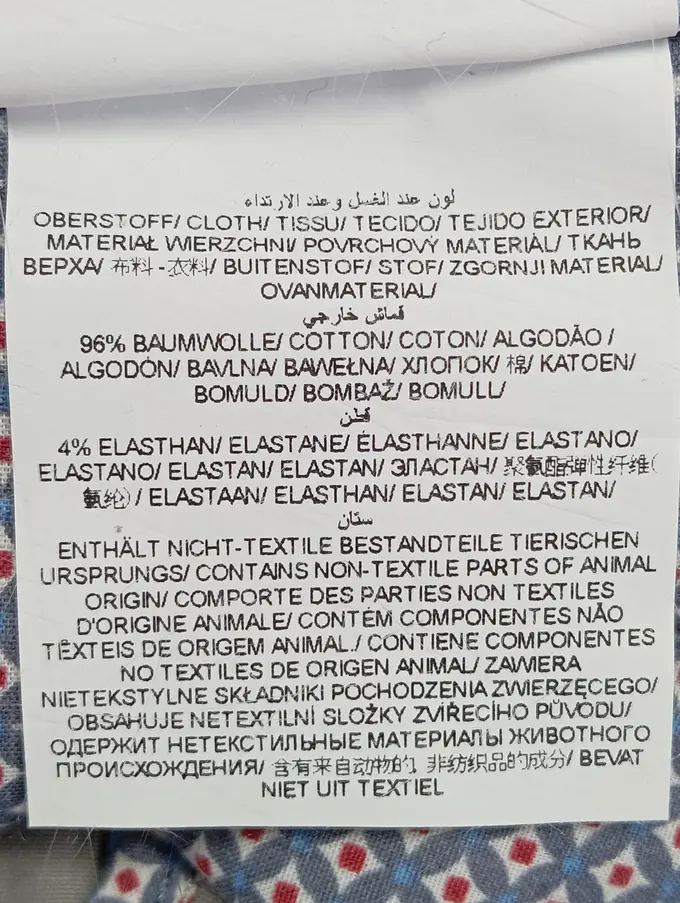 لون عند الغسل وعند الارتداء
OBERSTOFF/ CLOTH/ TISSU/ TECIDO/ TEJIDO EXTERIOR/
MATERIAŁ WIERZCHNI/ POVRCHOVÝ MATERIÁL/ ТКАНЬ
ВЕРХА/ 布料 - 衣料/ BUITENSTOF/ STOF/ ZGORNJI MATERIAL/
OVANMATERIAL/
قماش خارجي
96% BAUMWOLLE/ COTTON/ COTON/ ALGODÃO /
ALGODÓN/ BAVLNA/ BAWEŁNA/ ХЛОПОК/ 棉/ KATOEN/
BOMULD/ BOMBAŽ/ BOMULL/
قطن
4% ELASTHAN/ ELASTANE/ ÉLASTHANNE/ ELASTANO/
ELASTANO/ ELASTAN/ ELASTAN/ ЭЛАСТАН/ 聚氨酯弹性纤维(
氨纶) / ELASTAAN/ ELASTHAN/ ELASTAN/ ELASTAN/
ستان
ENTHÄLT NICHT-TEXTILE BESTANDTEILE TIERISCHEN
URSPRUNGS/ CONTAINS NON-TEXTILE PARTS OF ANIMAL
ORIGIN/ COMPORTE DES PARTIES NON TEXTILES
D'ORIGINE ANIMALE/ CONTÉM COMPONENTES NÃO
TÊXTEIS DE ORIGEM ANIMAL./ CONTIENE COMPONENTES
NO TEXTILES DE ORIGEN ANIMAL/ ZAWIERA
NIETEKSTYLNE SKŁADNIKI POCHODZENIA ZWIERZĘCEGO/
OBSAHUJE NETEXTILNÍ SLOŽKY ZVÍŘECÍHO PŮVODU/
ОДЕРЖИТ НЕТЕКСТИЛЬНЫЕ МАТЕРИАЛЫ ЖИВОТНОГО
ПРОИСХОЖДЕНИЯ/ 含有来自动物的, 非纺织品的成分/ BEVAT
NIET UIT TEXTIEL